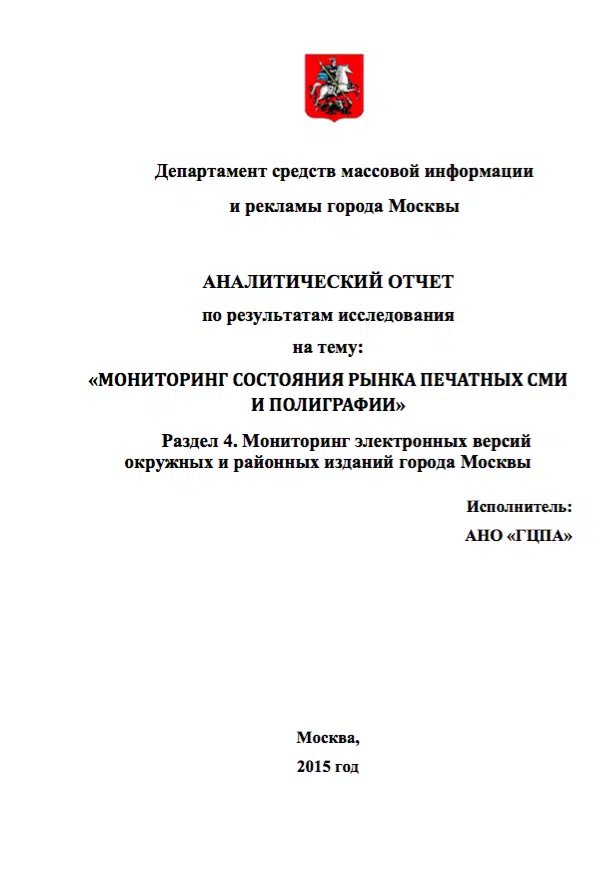 Департамент средств массовой информации
и рекламы города Москвы
АНАЛИТИЧЕСКИЙ ОТЧЕТ
по результатам исследования
на тему:
«МОНИТОРИНГ СОСТОЯНИЯ РЫНКА ПЕЧАТНЫХ СМИ
И ПОЛИГРАФИИ»
Раздел 4. Мониторинг электронных версий
окружных и районных изданий города Москвы
Исполнитель:
АНО «ГЦПА»
Москва,
2015 год